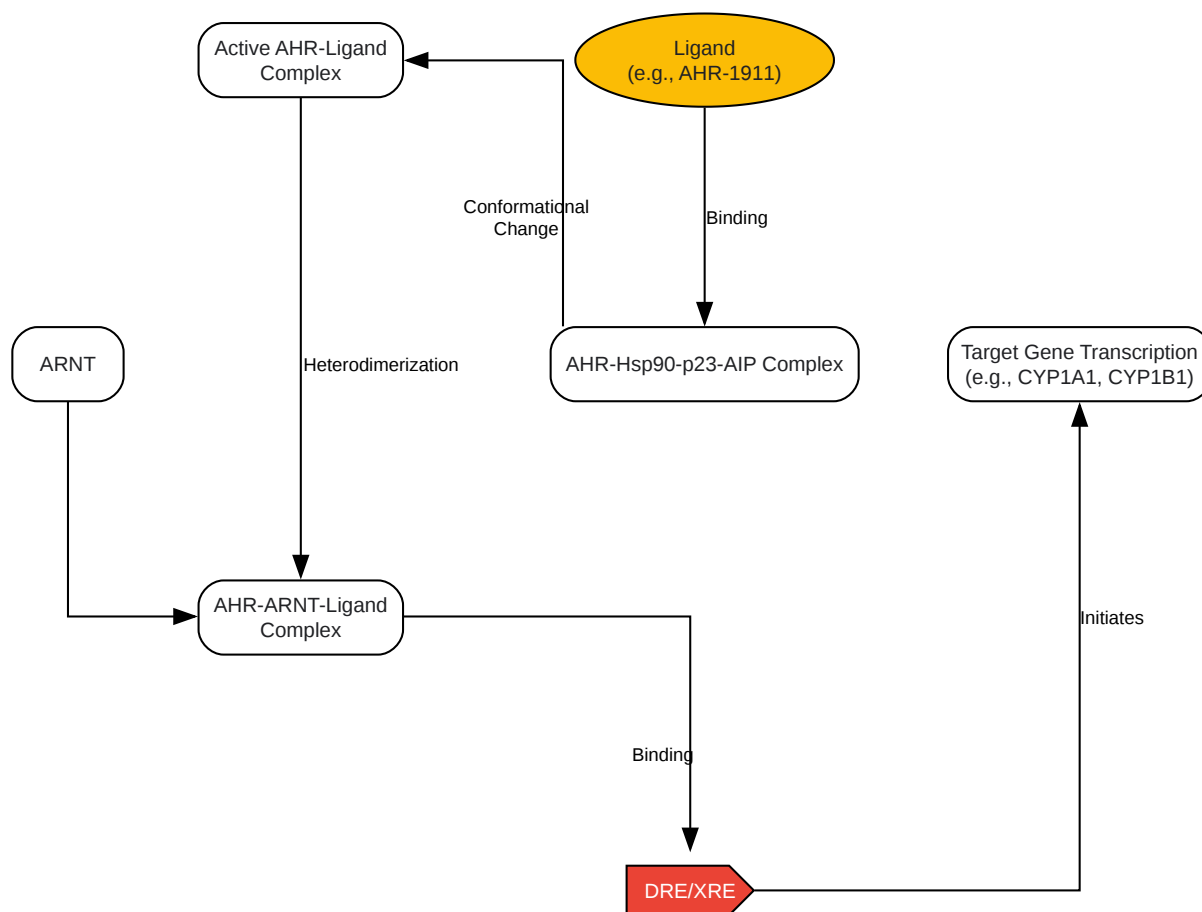 Active AHR-Ligand
Complex
Ligand
(e.g., AHR-1911)
Conformational
Change
Binding
ARNT
Heterodimerization
AHR-Hsp90-p23-AIP Complex
Target Gene Transcription
(e.g., CYP1A1, CYP1B1)
AHR-ARNT-Ligand
Complex
Initiates
Binding
DRE/XRE